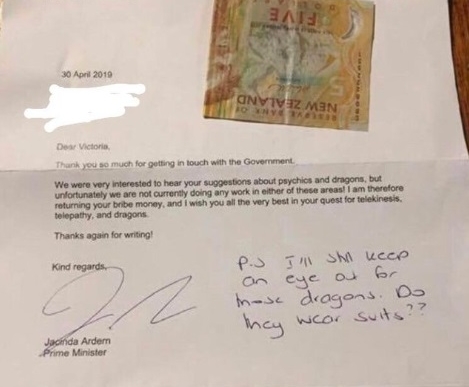 FIVE
5
RESERVE BANK OF
NEW ZEALAND
30 April 2019
Dear Victoria,
Thank you so much for getting in touch with the Government.
We were very interested to hear your suggestions about psychics and dragons, but
unfortunately we are not currently doing any work in either of these areas! I am therefore
returning your bribe money, and I wish you all the very best in your quest for telekinesis,
telepathy, and dragons.
Thanks again for writing!
Kind regards,
Jacinda Ardern
Prime Minister
P.S I'll still keep
an eye out for
those dragons. Do
they wear suits??